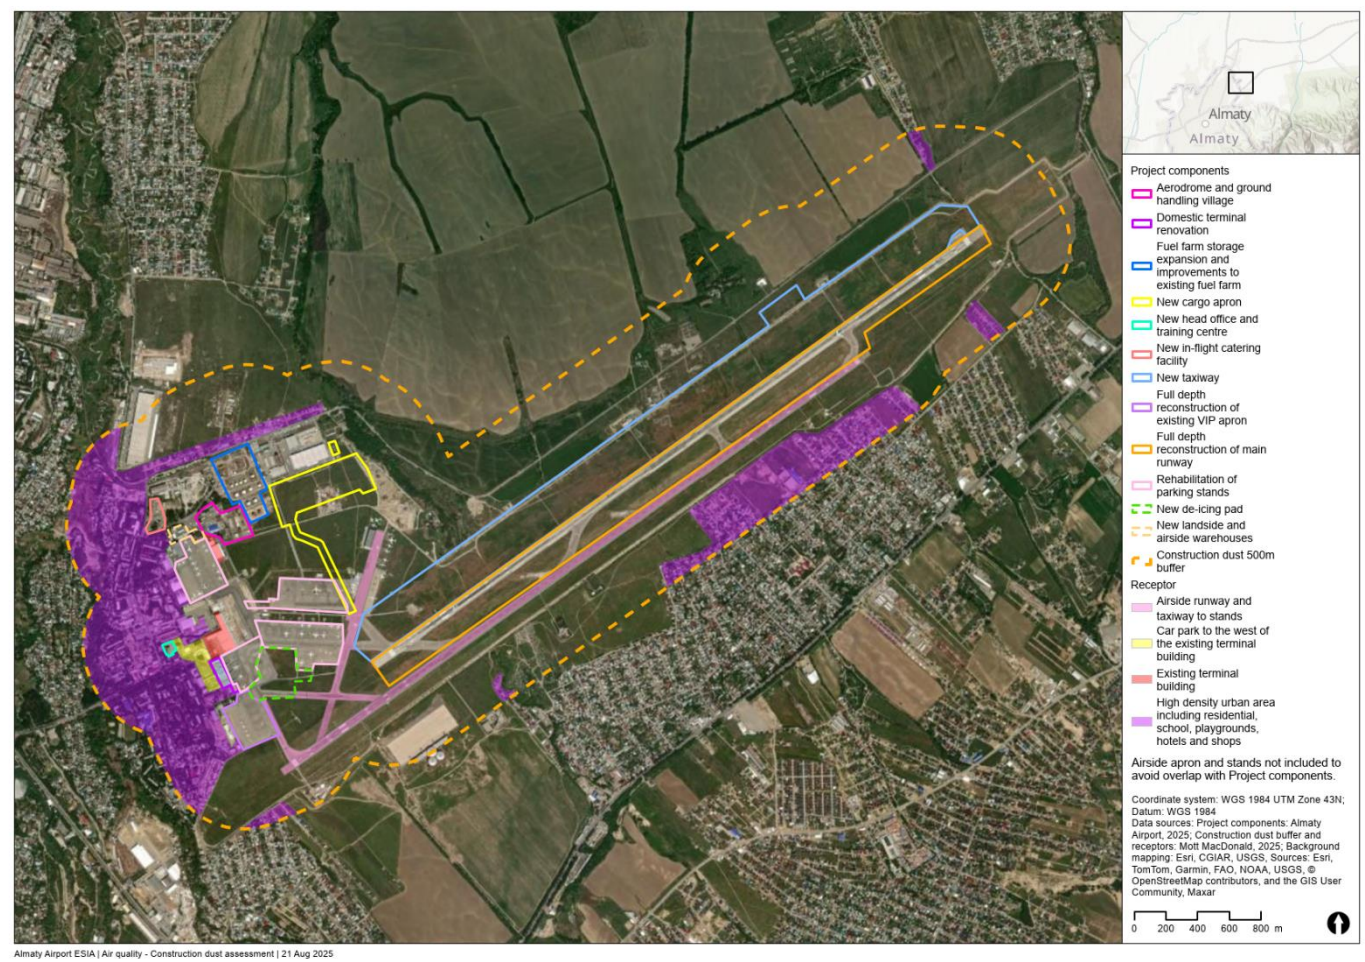 Almaty
Almaty
Project components
Aerodrome and ground
handling village
Domestic terminal
renovation
Fuel farm storage
expansion and
improvements to
existing fuel farm
New cargo apron
New head office and
training centre
New in-flight catering
facility
New taxiway
Full depth
reconstruction of
existing VIP apron
Full depth
reconstruction of main
runway
Rehabilitation of
parking stands
New de-icing pad
New landside and
airside warehouses
Construction dust 500m
buffer
Receptor
Airside runway and
taxiway to stands
Car park to the west of
the existing terminal
building
Existing terminal
building
High density urban area
including residential,
school, playgrounds,
hotels and shops
Airside apron and stands not included to
avoid overlap with Project components.
Coordinate system: WGS 1984 UTM Zone 43N;
Datum: WGS 1984
Data sources: Project components: Almaty
Airport, 2025; Construction dust buffer and
receptors: Mott MacDonald, 2025; Background
mapping: Esri, CGIAR, USGS, Sources: Esri,
TomTom, Garmin, FAO, NOAA, USGS, ©
OpenStreetMap contributors, and the GIS User
Community, Maxar
0 200 400 600 800 m
Almaty Airport ESIA | Air quality - Construction dust assessment | 21 Aug 2025